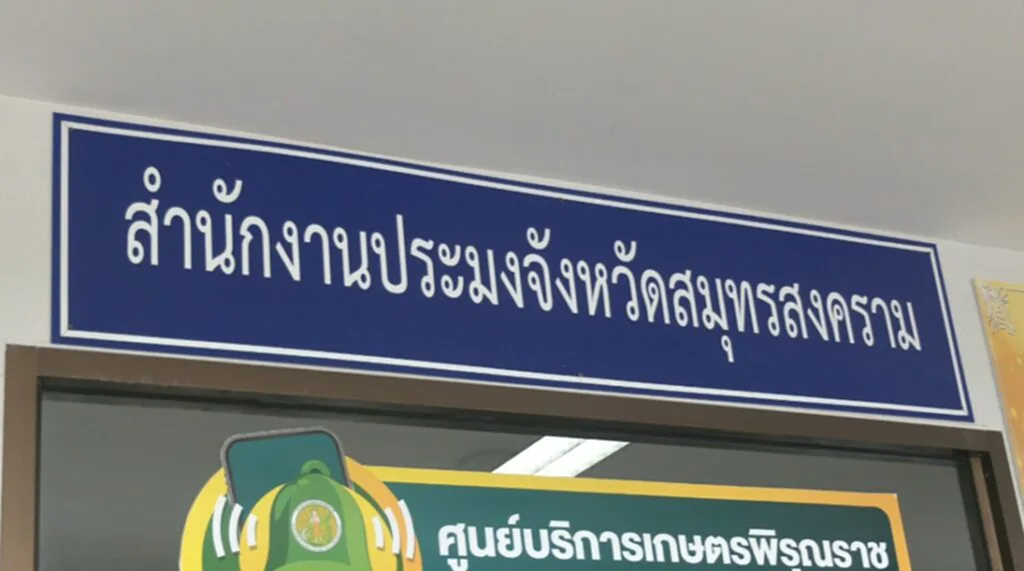 สำนักงานประมงจังหวัดสมุทรสงคราม
ศูนย์บริการเกษตรพิรุณราช